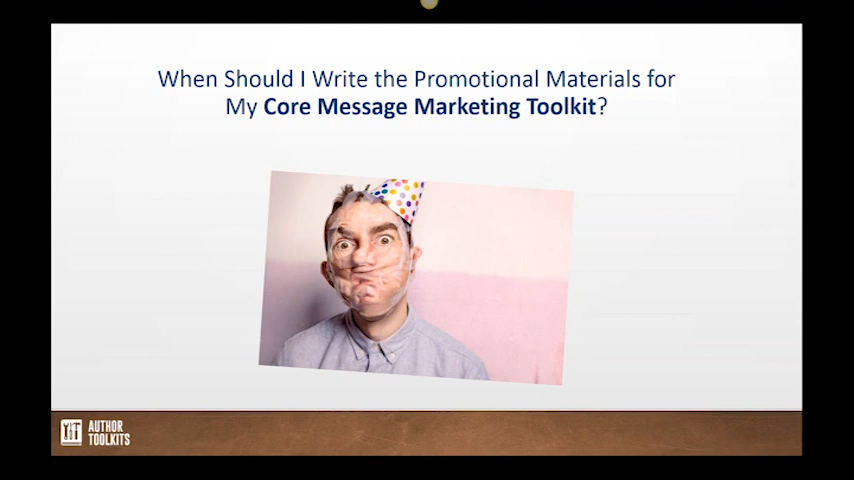 When Should I Write the Promotional Materials for
My Core Message Marketing Toolkit?
AUTHOR
TOOLKITS